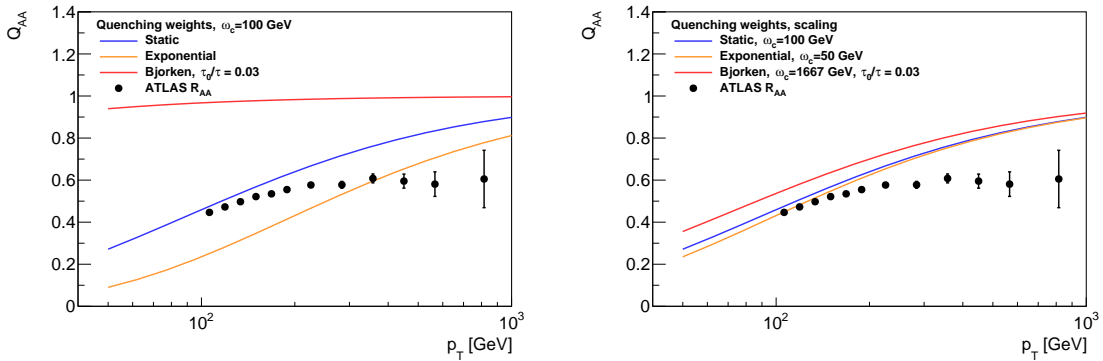 Q_AA
1.4
1.2
1
0.8
0.6
0.4
0.2
0
Quenching weights, ω_c=100 GeV
Static
Exponential
Bjorken, τ_0/τ = 0.03
ATLAS R_AA
10^2
10^3
p_T [GeV]
Q_AA
1.4
1.2
1
0.8
0.6
0.4
0.2
0
Quenching weights, scaling
Static, ω_c=100 GeV
Exponential, ω_c=50 GeV
Bjorken, ω_c=1667 GeV, τ_0/τ = 0.03
ATLAS R_AA
10^2
10^3
p_T [GeV]